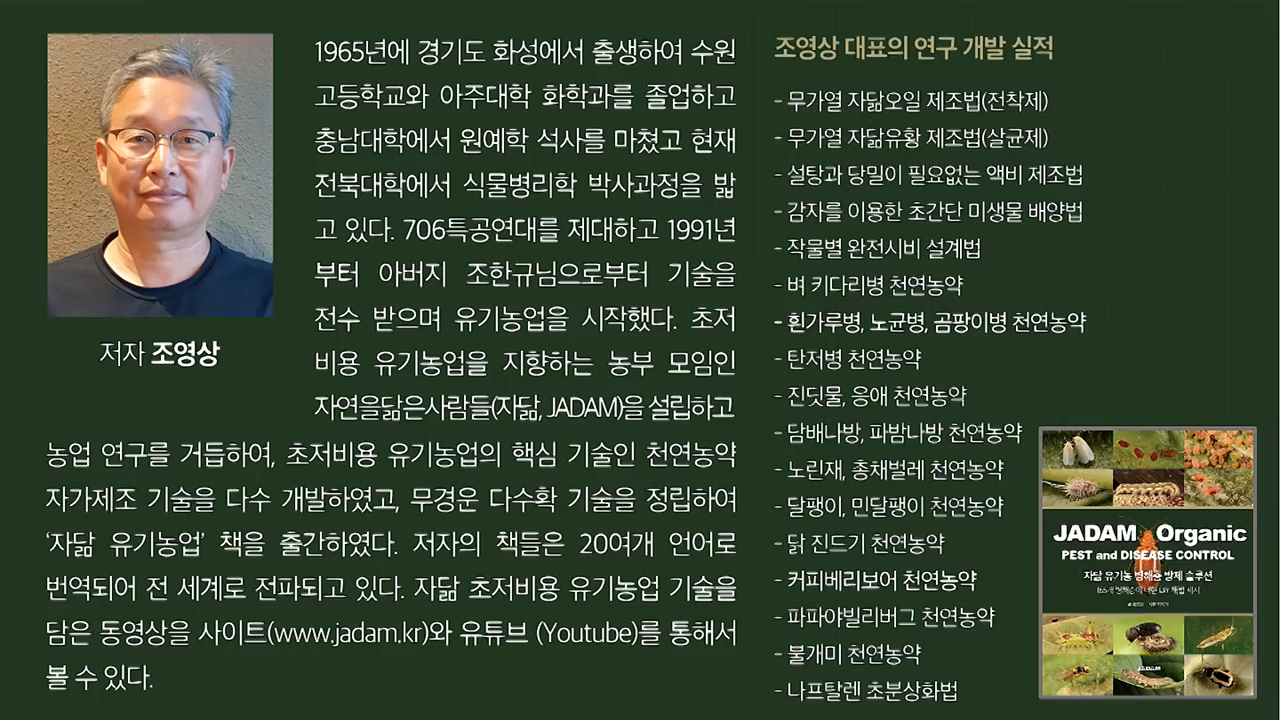 1965년에 경기도 화성에서 출생하여 수원
고등학교와 아주대학 화학과를 졸업하고
충남대학에서 원예학 석사를 마쳤고 현재
전북대학에서 식물병리학 박사과정을 밟
고 있다. 706특공연대를 제대하고 1991년
부터 아버지 조한규님으로부터 기술을
전수 받으며 유기농업을 시작했다. 초저
비용 유기농업을 지향하는 농부 모임인
자연을닮은사람들(자닮, JADAM)을 설립하고
농업 연구를 거듭하여, 초저비용 유기농업의 핵심 기술인 천연농약
자가제조 기술을 다수 개발하였고, 무경운 다수확 기술을 정립하여
‘자닮 유기농업’ 책을 출간하였다. 저자의 책들은 20여개 언어로
번역되어 전 세계로 전파되고 있다. 자닮 초저비용 유기농업 기술을
담은 동영상을 사이트(www.jadam.kr)와 유튜브 (Youtube)를 통해서
볼 수 있다.
저자 조영상
조영상 대표의 연구 개발 실적
- 무가열 자닮오일 제조법(전착제)
- 무가열 자닮유황 제조법(살균제)
- 설탕과 당밀이 필요없는 액비 제조법
- 감자를 이용한 초간단 미생물 배양법
- 작물별 완전시비 설계법
- 벼 키다리병 천연농약
- 흰가루병, 노균병, 곰팡이병 천연농약
- 탄저병 천연농약
- 진딧물, 응애 천연농약
- 담배나방, 파밤나방 천연농약
- 노린재, 총채벌레 천연농약
- 달팽이, 민달팽이 천연농약
- 닭 진드기 천연농약
- 커피베리보어 천연농약
- 파파야빌리버그 천연농약
- 불개미 천연농약
- 나프탈렌 초분상화법
JADAM Organic
PEST and DISEASE CONTROL
자닮 유기농 병해충 방제 솔루션
JADAM